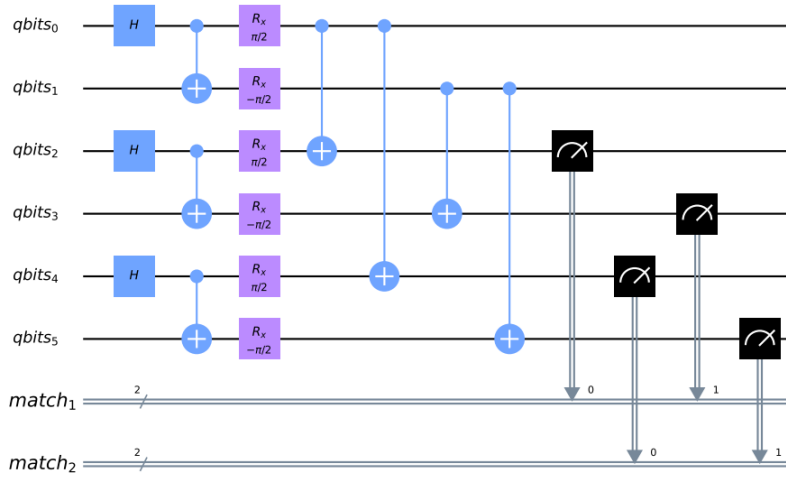 qbits₀ H Rₓ π/2
qbits₁ Rₓ −π/2
qbits₂ H Rₓ π/2
qbits₃ Rₓ −π/2
qbits₄ H Rₓ π/2
qbits₅ Rₓ −π/2
match₁ 2 0 1
match₂ 2 0 1